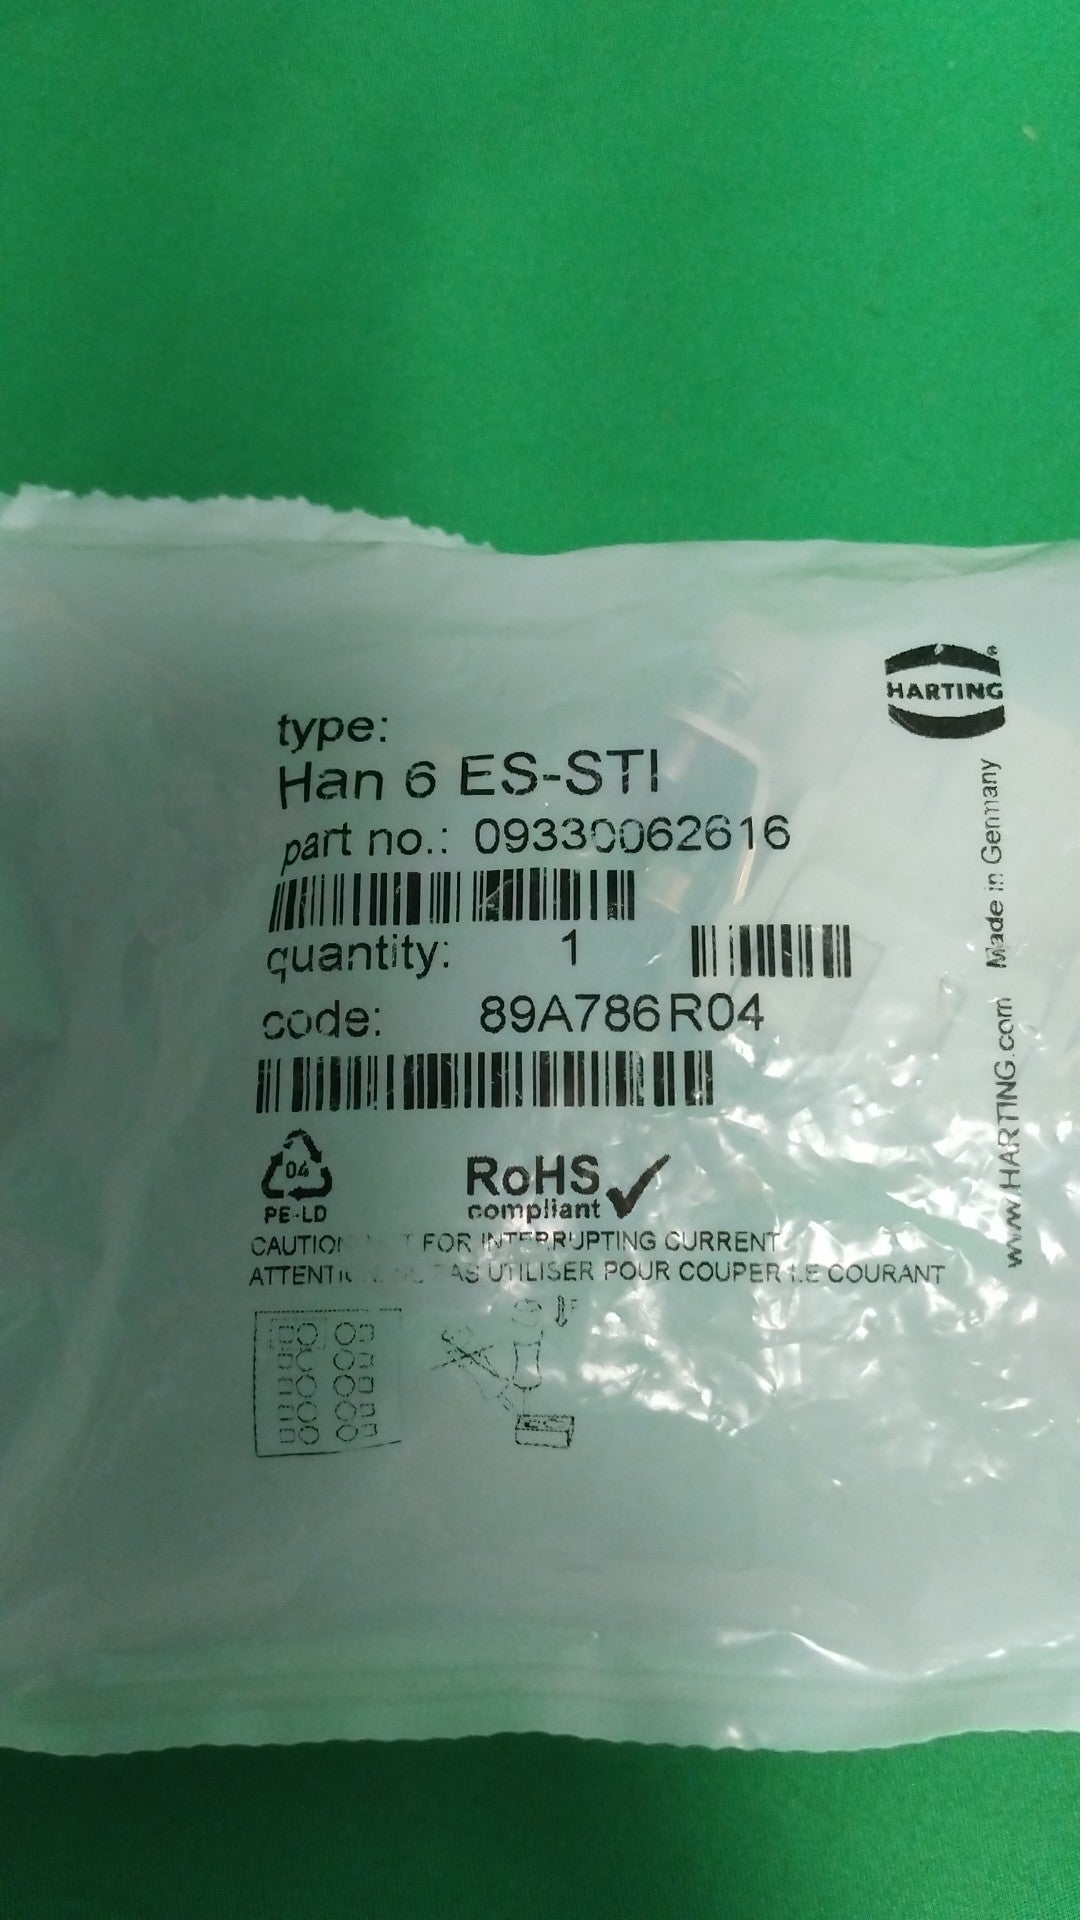 HARTING
type:
Han 6 ES-STI
part no.: 09330062616
quantity: 1
code: 89A786R04
04
PE-LD
RoHS
compliant
FOR INTERRUPTING CURRENT
PAS UTILISER POUR COUPER LE COURANT
www.HARTING.com Made in Germany